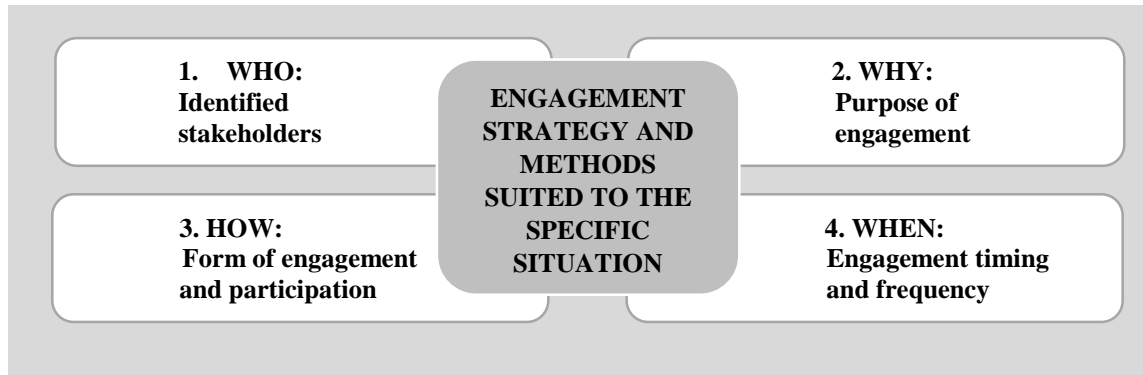 1. WHO:
Identified
stakeholders
2. WHY:
Purpose of
engagement
ENGAGEMENT
STRATEGY AND
METHODS
SUITED TO THE
SPECIFIC
SITUATION
3. HOW:
Form of engagement
and participation
4. WHEN:
Engagement timing
and frequency